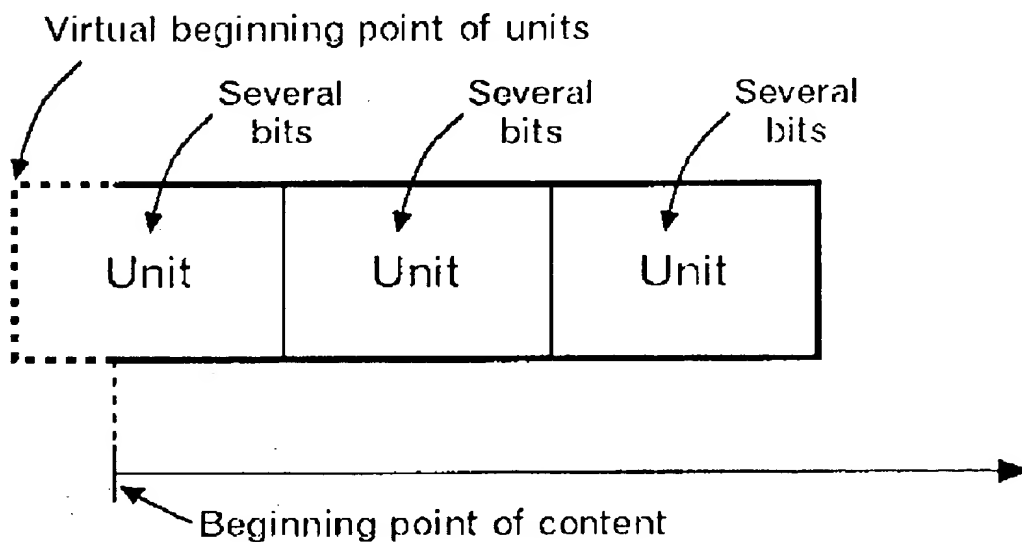 Virtual beginning point of units
Several
bits
Several
bits
Several
bits
Unit
Unit
Unit
Beginning point of content